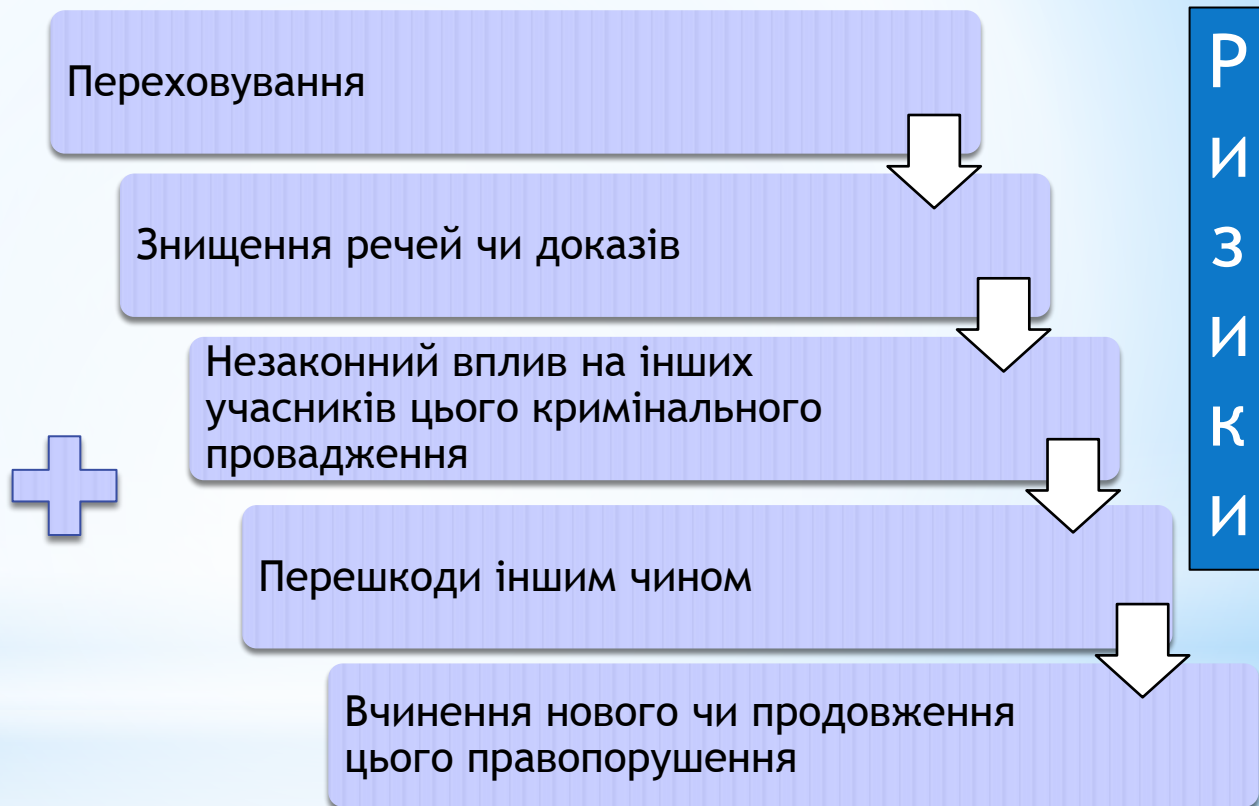 Переховування
Знищення речей чи доказів
Незаконний вплив на інших
учасників цього кримінального
провадження
Перешкоди іншим чином
Вчинення нового чи продовження
цього правопорушення
Ризики